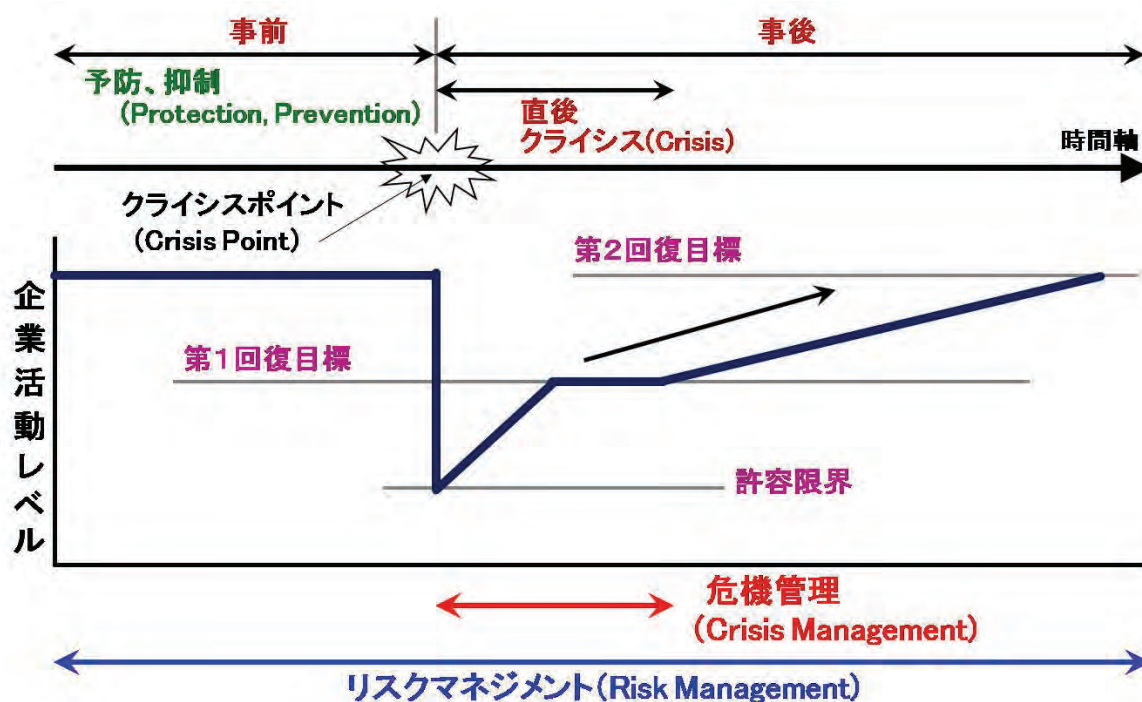 事前
事後
予防、抑制
(Protection, Prevention)
直後
クライシス(Crisis)
時間軸
クライシスポイント
(Crisis Point)
第2回復目標
第1回復目標
企業活動レベル
許容限界
危機管理
(Crisis Management)
リスクマネジメント(Risk Management)